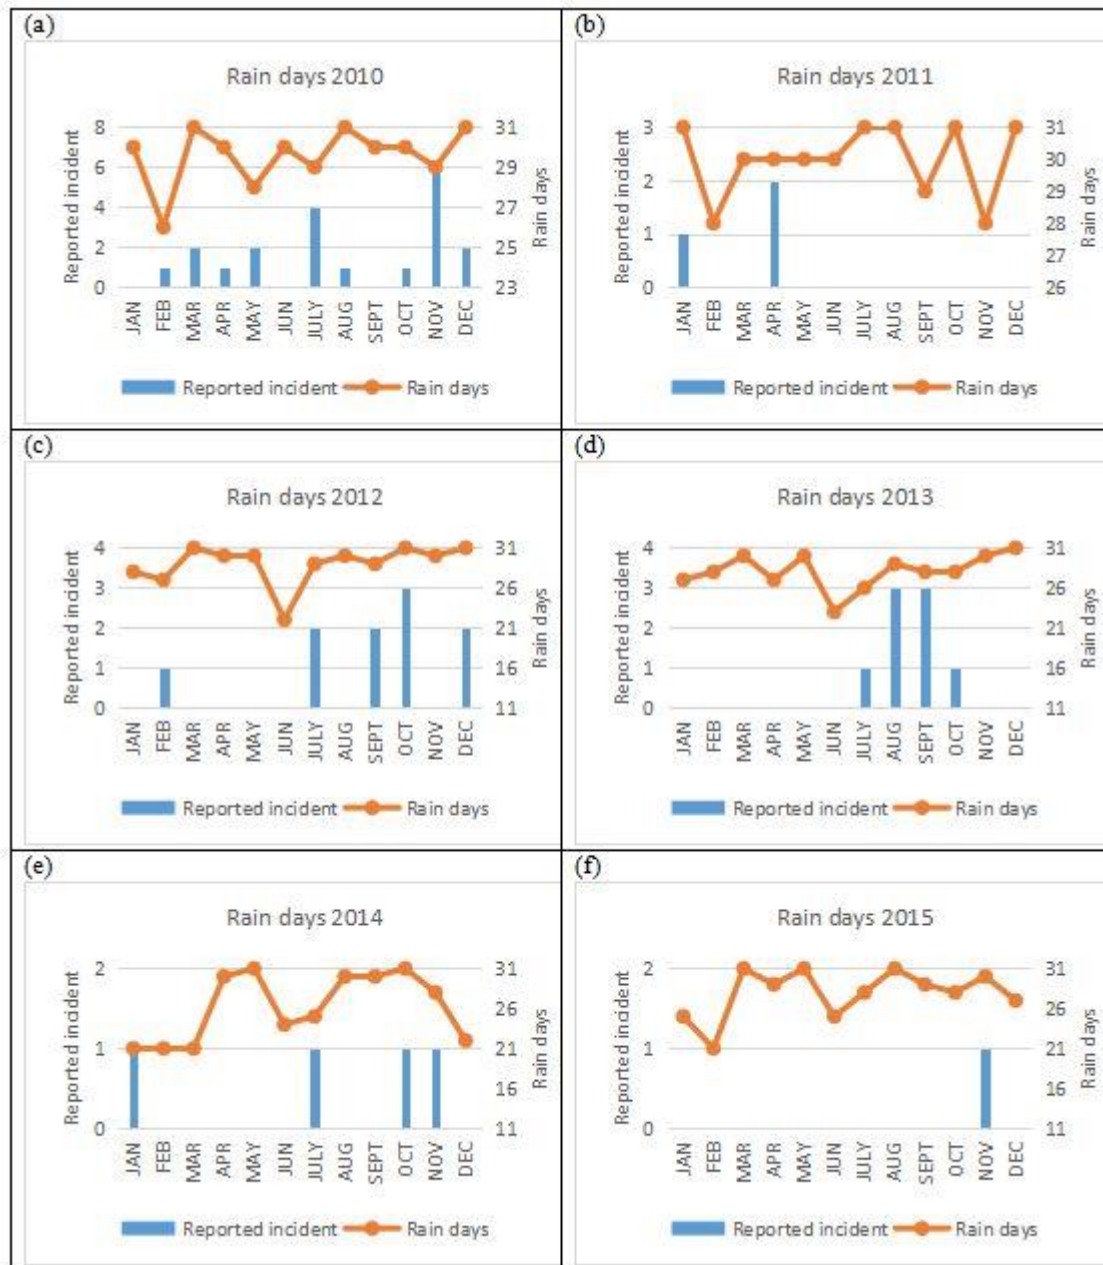 (a)
Rain days 2010
Reported incident
8
6
4
2
0
31
29
27
25
23
Rain days
JAN
FEB
MAR
APR
MAY
JUN
JULY
AUG
SEPT
OCT
NOV
DEC
Reported incident Rain days
(b)
Rain days 2011
Reported incident
3
2
1
0
31
30
29
28
27
26
Rain days
JAN
FEB
MAR
APR
MAY
JUN
JULY
AUG
SEPT
OCT
NOV
DEC
Reported incident Rain days
(c)
Rain days 2012
Reported incident
4
3
2
1
0
31
26
21
16
11
Rain days
JAN
FEB
MAR
APR
MAY
JUN
JULY
AUG
SEPT
OCT
NOV
DEC
Reported incident Rain days
(d)
Rain days 2013
Reported incident
4
3
2
1
0
31
26
21
16
11
Rain days
JAN
FEB
MAR
APR
MAY
JUN
JULY
AUG
SEPT
OCT
NOV
DEC
Reported incident Rain days
(e)
Rain days 2014
Reported incident
2
1
0
31
26
21
16
11
Rain days
JAN
FEB
MAR
APR
MAY
JUN
JULY
AUG
SEPT
OCT
NOV
DEC
Reported incident Rain days
(f)
Rain days 2015
Reported incident
2
1
0
31
26
21
16
11
Rain days
JAN
FEB
MAR
APR
MAY
JUN
JULY
AUG
SEPT
OCT
NOV
DEC
Reported incident Rain days